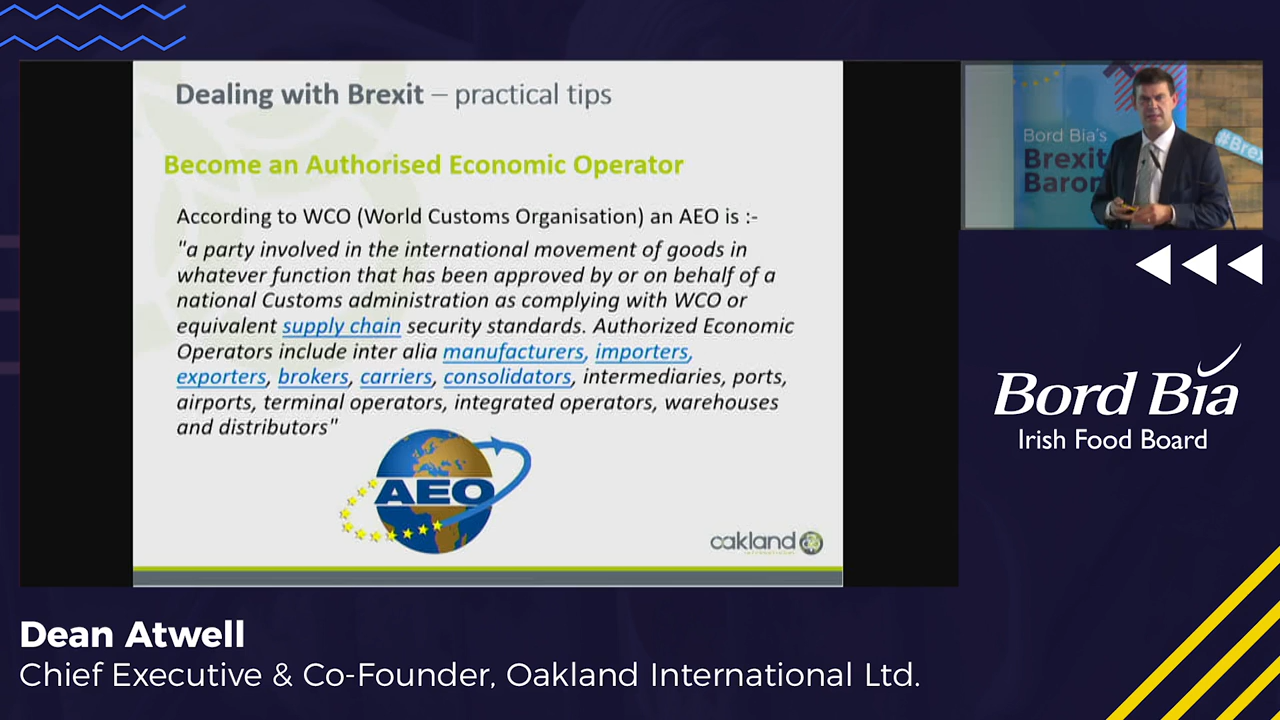 Dealing with Brexit – practical tips
Become an Authorised Economic Operator
According to WCO (World Customs Organisation) an AEO is :-
"a party involved in the international movement of goods in
whatever function that has been approved by or on behalf of a
national Customs administration as complying with WCO or
equivalent supply chain security standards. Authorized Economic
Operators include inter alia manufacturers, importers,
exporters, brokers, carriers, consolidators, intermediaries, ports,
airports, terminal operators, integrated operators, warehouses
and distributors"
AEO
oakland
Bord Bia's
Brexit
Baro
#Bre
Bord Bia
Irish Food Board
Dean Atwell
Chief Executive & Co-Founder, Oakland International Ltd.